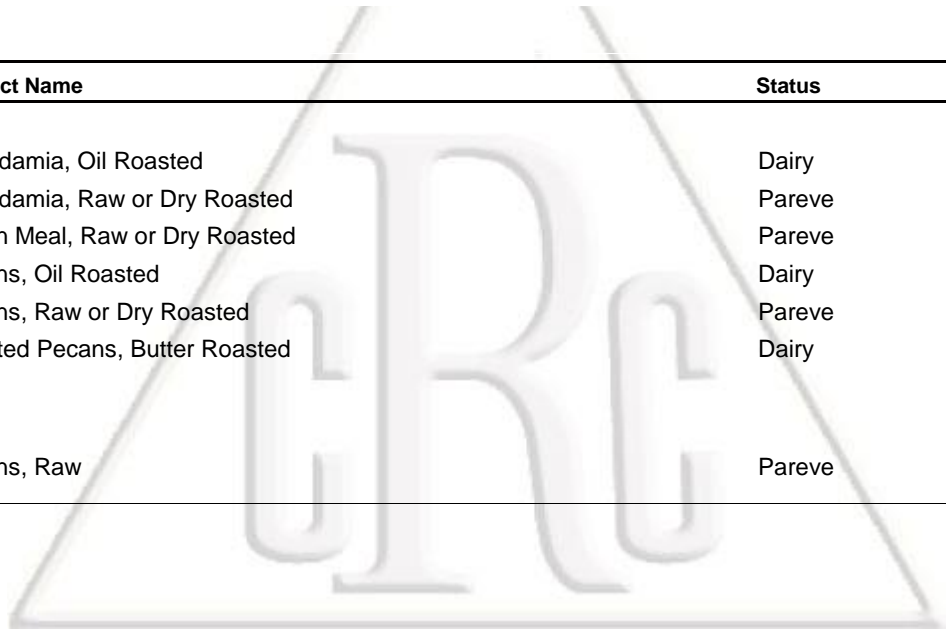 ct Name Status
damia, Oil Roasted Dairy
damia, Raw or Dry Roasted Pareve
n Meal, Raw or Dry Roasted Pareve
ns, Oil Roasted Dairy
ns, Raw or Dry Roasted Pareve
ted Pecans, Butter Roasted Dairy
ns, Raw Pareve
cRc